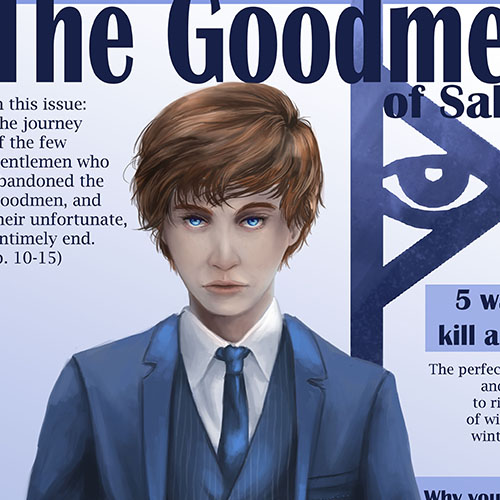 The Goodme
of Sal
n this issue:
he journey
f the few
entlemen who
bandoned the
oodmen, and
heir unfortunate,
ntimely end.
p. 10-15)
5 wa
kill a
The perfec
and
to ri
of wi
wint
Why you